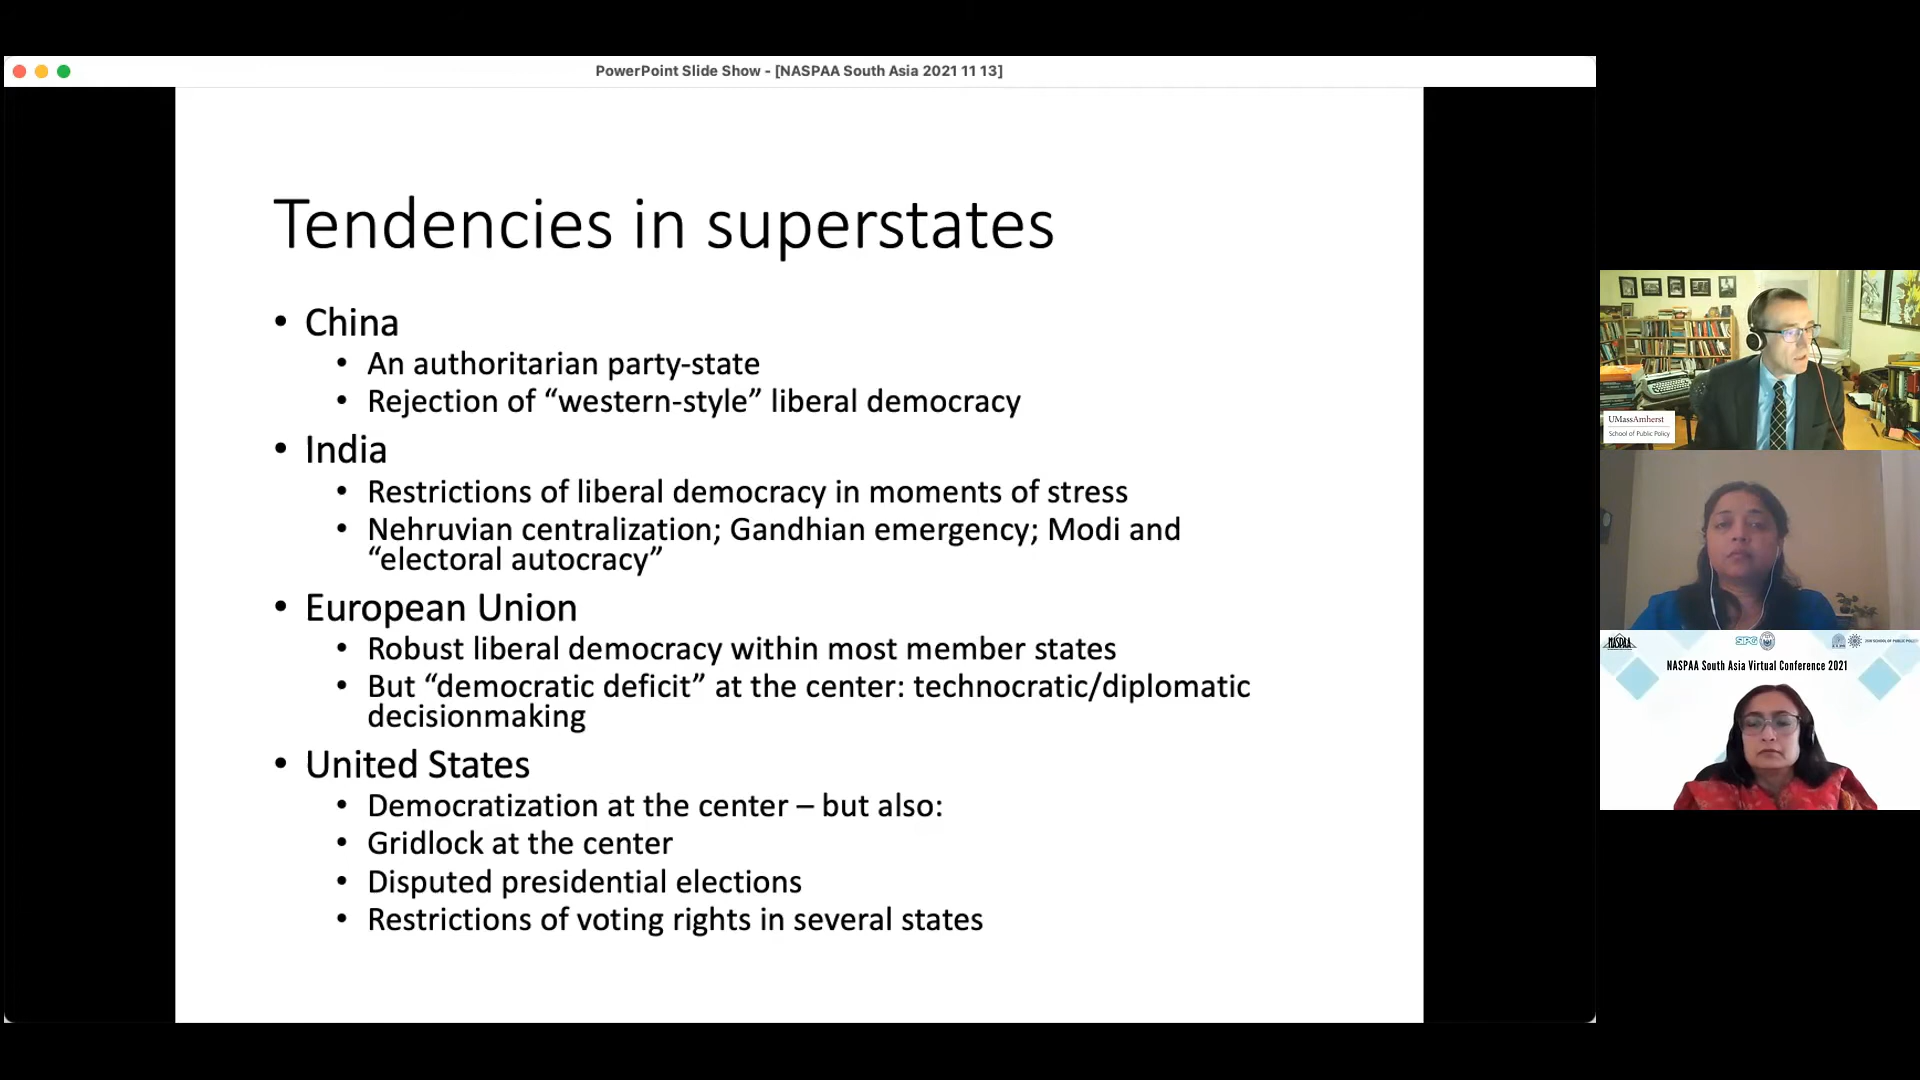 PowerPoint Slide Show - [NASPAA South Asia 2021 11 13]
Tendencies in superstates
• China
• An authoritarian party-state
• Rejection of “western-style” liberal democracy
• India
• Restrictions of liberal democracy in moments of stress
• Nehruvian centralization; Gandhian emergency; Modi and
“electoral autocracy”
• European Union
• Robust liberal democracy within most member states
• But “democratic deficit” at the center: technocratic/diplomatic
decisionmaking
• United States
• Democratization at the center – but also:
• Gridlock at the center
• Disputed presidential elections
• Restrictions of voting rights in several states
UMassAmherst
School of Public Policy
NASPAA
SIPG
NASPAA South Asia Virtual Conference 2021